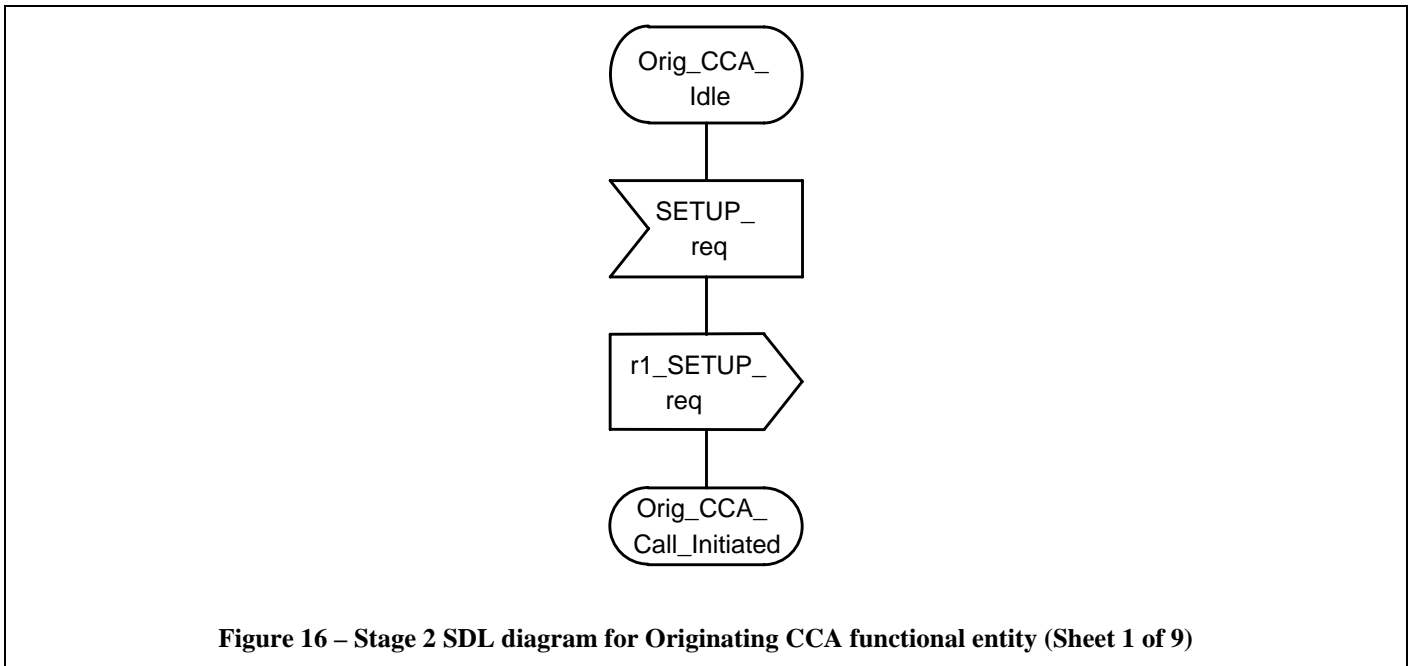 Orig_CCA_
Idle
SETUP_
req
r1_SETUP_
req
Orig_CCA_
Call_Initiated
Figure 16 – Stage 2 SDL diagram for Originating CCA functional entity (Sheet 1 of 9)